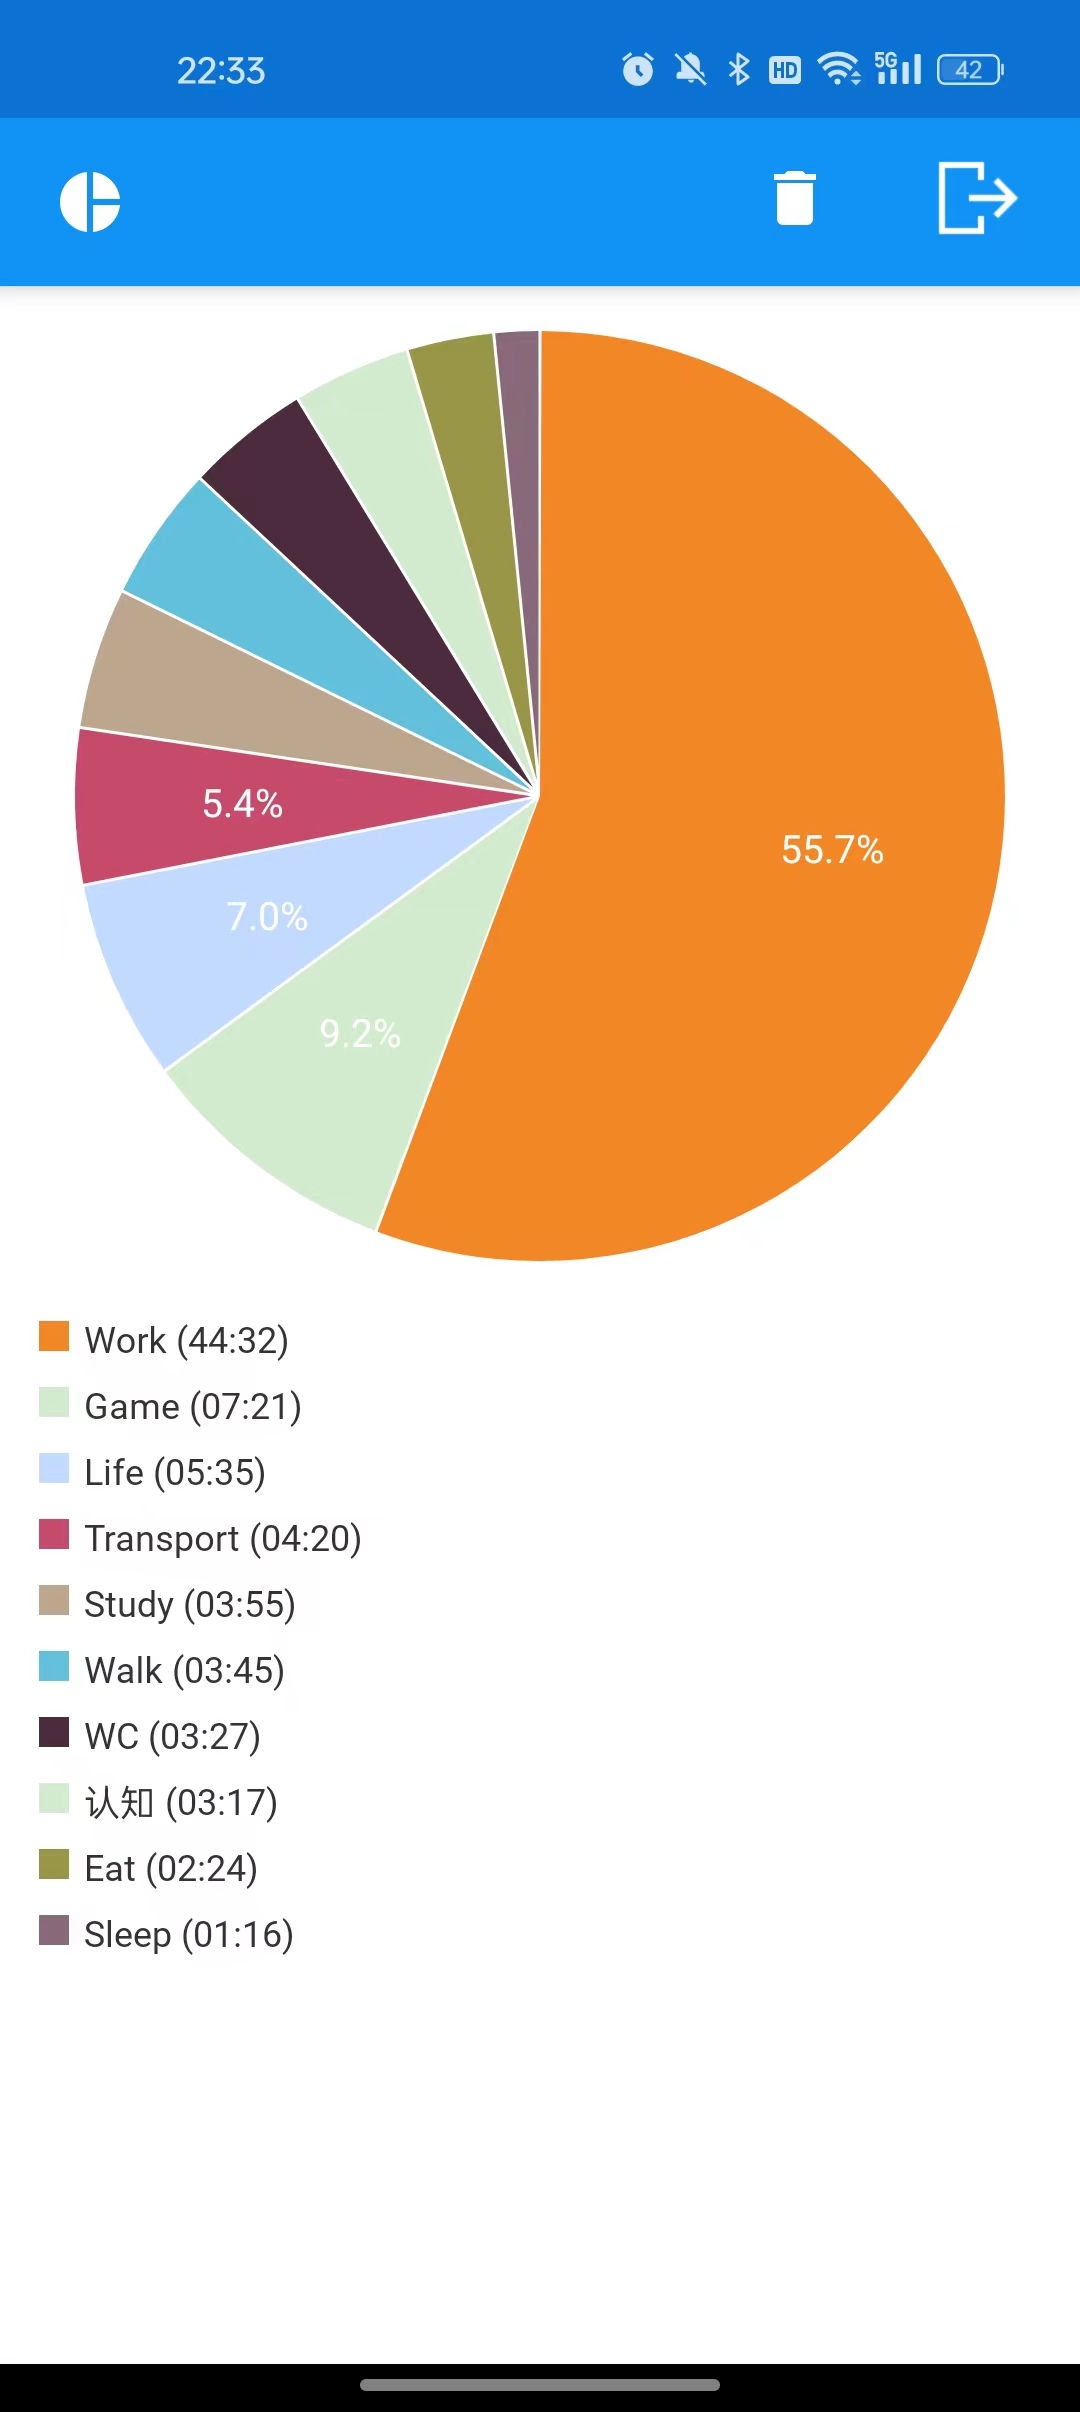 22:33 HD 5G 42
55.7%
5.4%
7.0%
9.2%
Work (44:32)
Game (07:21)
Life (05:35)
Transport (04:20)
Study (03:55)
Walk (03:45)
WC (03:27)
认知 (03:17)
Eat (02:24)
Sleep (01:16)